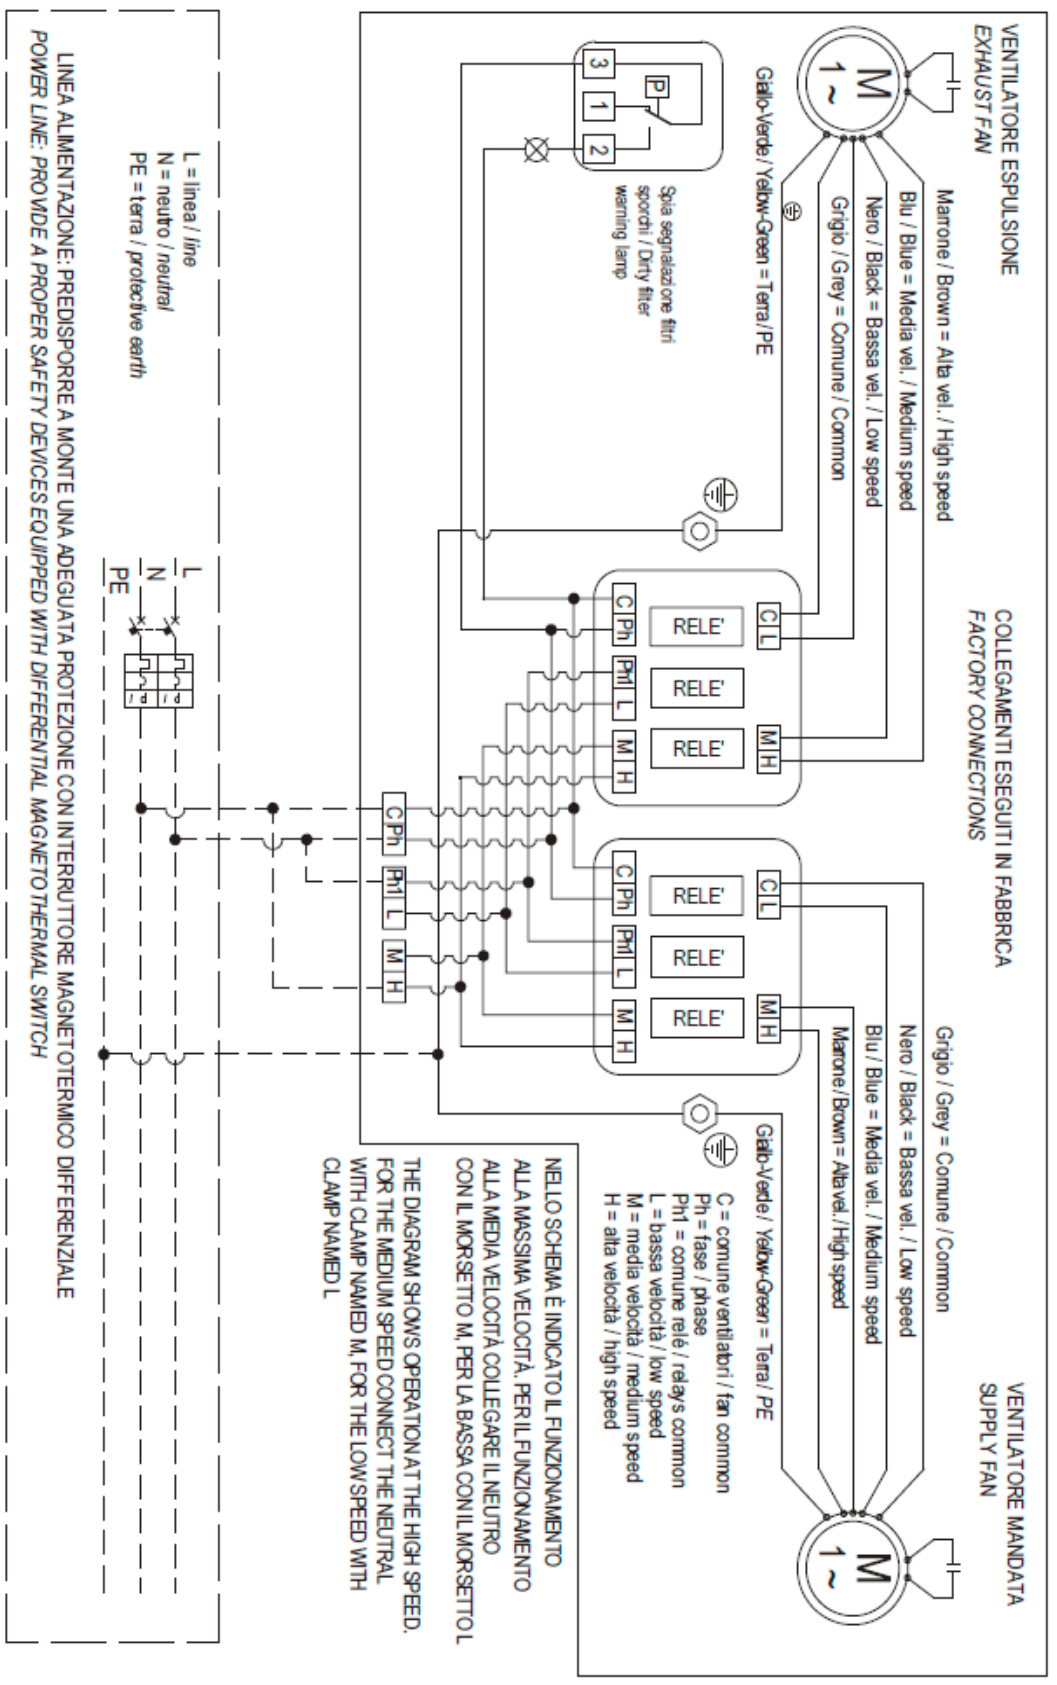 VENTILATORE ESPULSIONE
EXHAUST FAN
COLLEGAMENTI ESEGUITI IN FABBRICA
FACTORY CONNECTIONS
VENTILATORE MANDATA
SUPPLY FAN
M
1 ~
Marrone / Brown = Alta vel. / High speed
Blu / Blue = Media vel. / Medium speed
Nero / Black = Bassa vel. / Low speed
Grigio / Grey = Comune / Common
Giallo-Verde / Yellow-Green = Terra / PE
Grigio / Grey = Comune / Common
Nero / Black = Bassa vel. / Low speed
Blu / Blue = Media vel. / Medium speed
Marrone / Brown = Alta vel. / High speed
Giallo-Verde / Yellow-Green = Terra / PE
M
1 ~
3
1
2
P
Spia segnalazione filtri
sporchi / Dirty filter
warning lamp
C L
M H
RELE'
RELE'
RELE'
C Ph
Ph1 L
M H
C L
M H
RELE'
RELE'
RELE'
C Ph
Ph1 L
M H
C Ph
Ph1 L
M H
C = comune ventilatori / fan common
Ph = fase / phase
Ph1 = comune relé / relays common
L = bassa velocità / low speed
M = media velocità / medium speed
H = alta velocità / high speed
NELLO SCHEMA È INDICATO IL FUNZIONAMENTO
ALLA MASSIMA VELOCITÀ. PER IL FUNZIONAMENTO
ALLA MEDIA VELOCITÀ COLLEGARE IL NEUTRO
CON IL MORSETTO M, PER LA BASSA CON IL MORSETTO L
THE DIAGRAM SHOWS OPERATION AT THE HIGH SPEED.
FOR THE MEDIUM SPEED CONNECT THE NEUTRAL
WITH CLAMP NAMED M, FOR THE LOW SPEED WITH
CLAMP NAMED L
L = linea / line
N = neutro / neutral
PE = terra / protective earth
L
N
PE
LINEA ALIMENTAZIONE: PREDISPORRE A MONTE UNA ADEGUATA PROTEZIONE CON INTERRUTTORE MAGNETOTERMICO DIFFERENZIALE
POWER LINE: PROVIDE A PROPER SAFETY DEVICES EQUIPPED WITH DIFFERENTIAL MAGNETOTHERMAL SWITCH